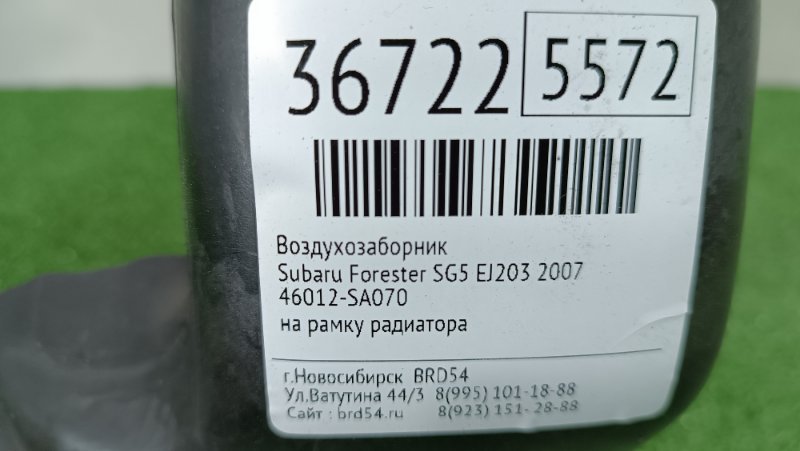 36722 5572
Воздухозаборник
Subaru Forester SG5 EJ203 2007
46012-SA070
на рамку радиатора
г.Новосибирск BRD54
Ул.Ватутина 44/3 8(995) 101-18-88
Сайт : brd54.ru 8(923) 151-28-88